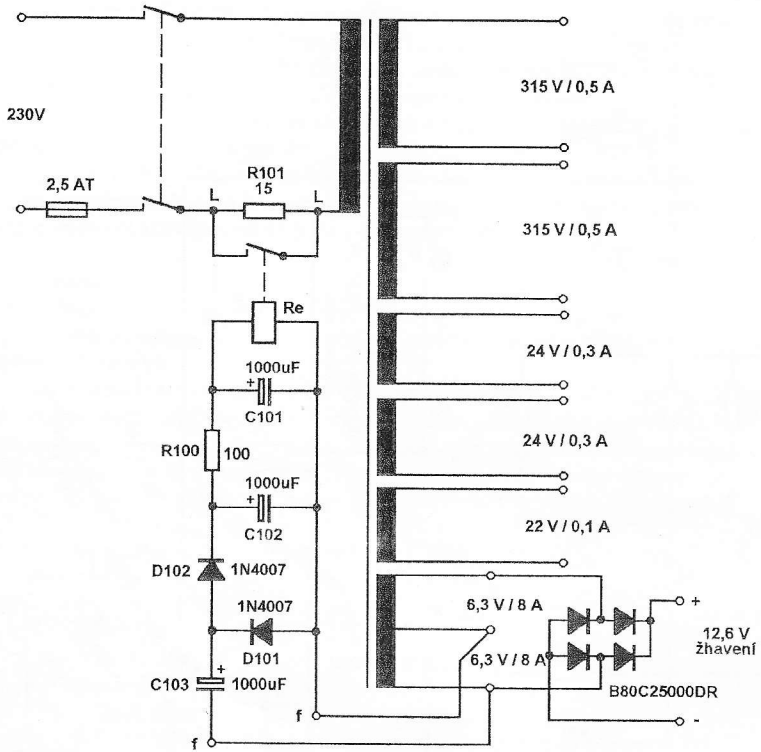 230V
2,5 AT
L
R101
15
L
Re
1000uF
+
C101
R100
100
1000uF
+
C102
D102
1N4007
1N4007
D101
+
C103
1000uF
f
f
315 V / 0,5 A
315 V / 0,5 A
24 V / 0,3 A
24 V / 0,3 A
22 V / 0,1 A
6,3 V / 8 A
6,3 V / 8 A
+
12,6 V
žhavení
B80C25000DR
-